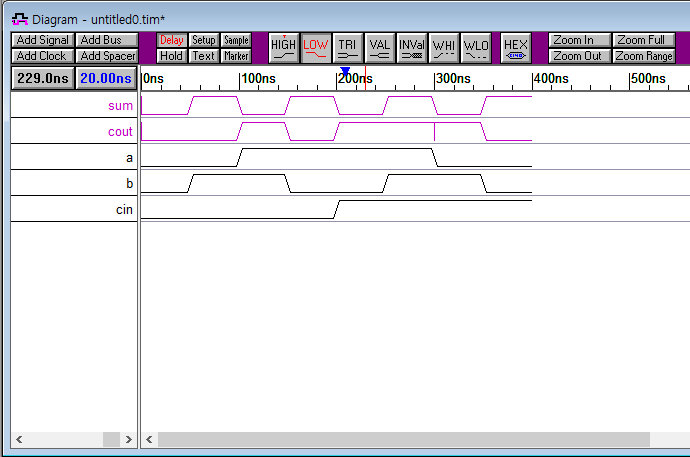 Diagram - untitled0.tim*
Add Signal Add Bus Delay Setup Sample HIGH LOW TRI VAL INVal WHI WLO HEX Zoom In Zoom Full
Add Clock Add Spacer Hold Text Marker Zoom Out Zoom Range
229.0ns 20.00ns 0ns 100ns 200ns 300ns 400ns 500ns
sum
cout
a
b
cin